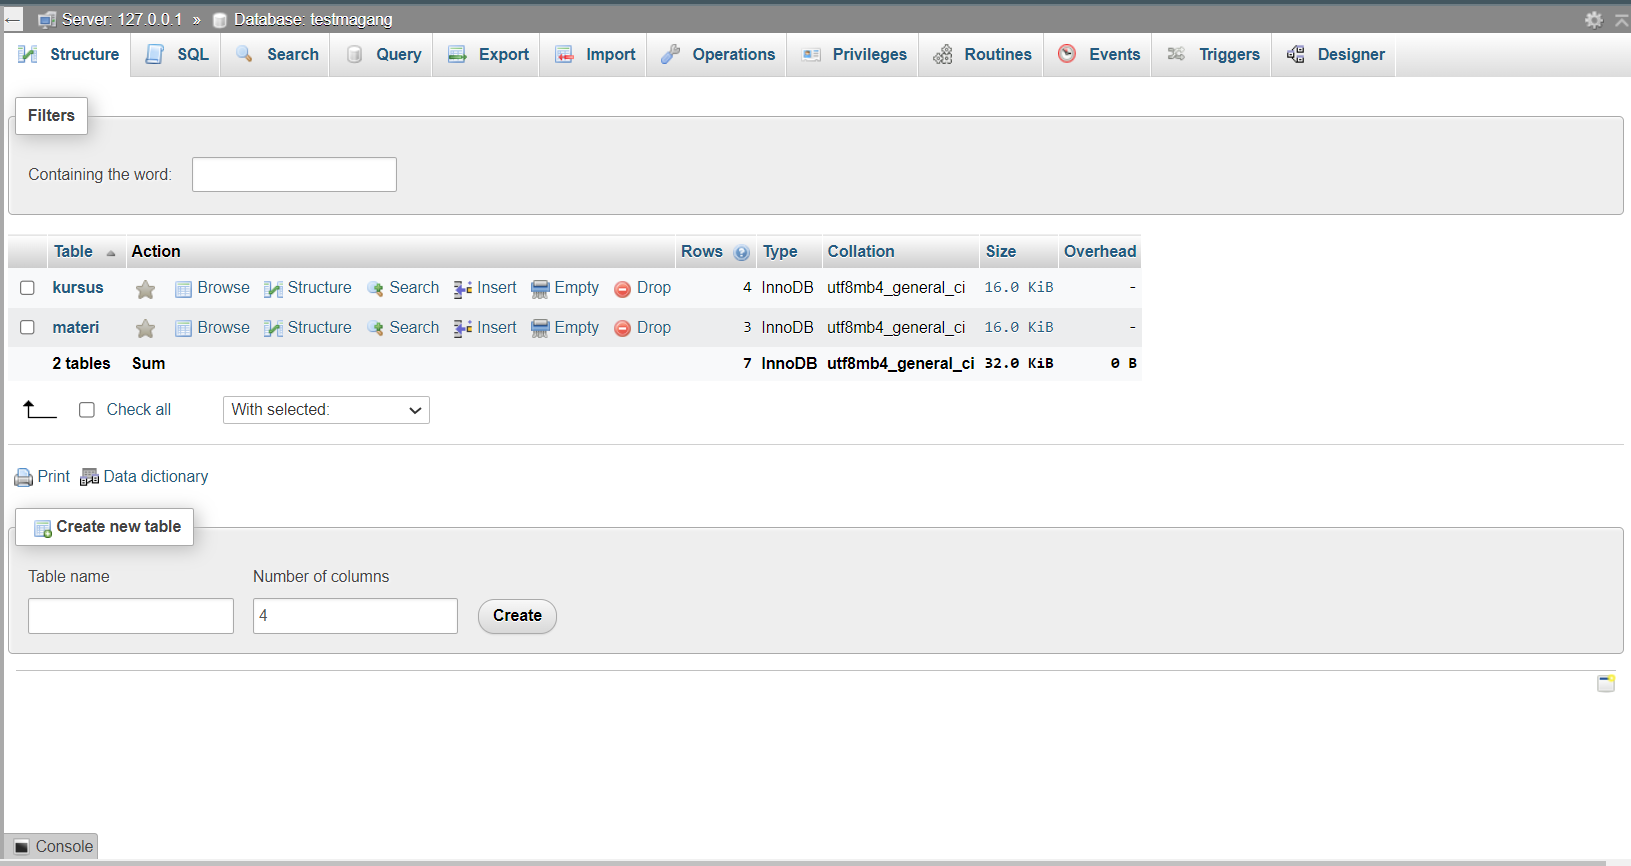 Server: 127.0.0.1 » Database: testmagang
Structure SQL Search Query Export Import Operations Privileges Routines Events Triggers Designer
Filters
Containing the word:
Table Action Rows Type Collation Size Overhead
kursus Browse Structure Search Insert Empty Drop 4 InnoDB utf8mb4_general_ci 16.0 KiB -
materi Browse Structure Search Insert Empty Drop 3 InnoDB utf8mb4_general_ci 16.0 KiB -
2 tables Sum 7 InnoDB utf8mb4_general_ci 32.0 KiB 0 B
Check all With selected:
Print Data dictionary
Create new table
Table name Number of columns
4 Create
Console